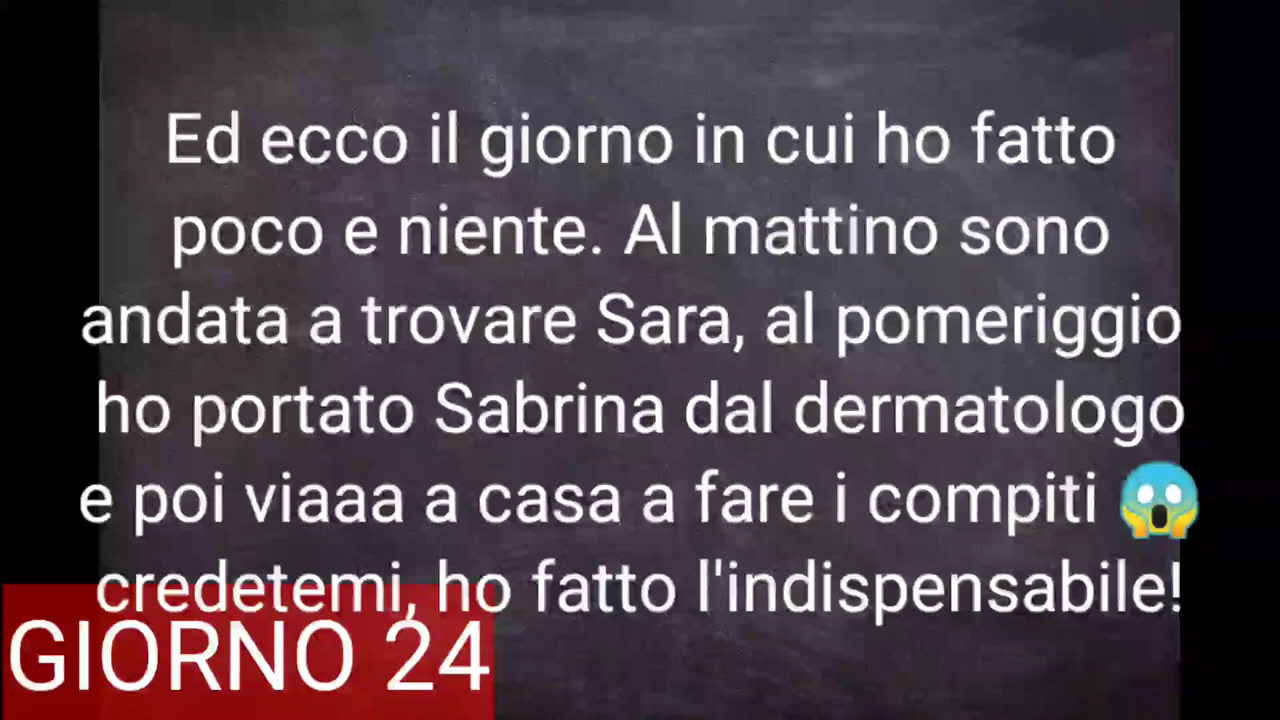 Ed ecco il giorno in cui ho fatto
poco e niente. Al mattino sono
andata a trovare Sara, al pomeriggio
ho portato Sabrina dal dermatologo
e poi viaaa a casa a fare i compiti 😱
credetemi, ho fatto l'indispensabile!
GIORNO 24